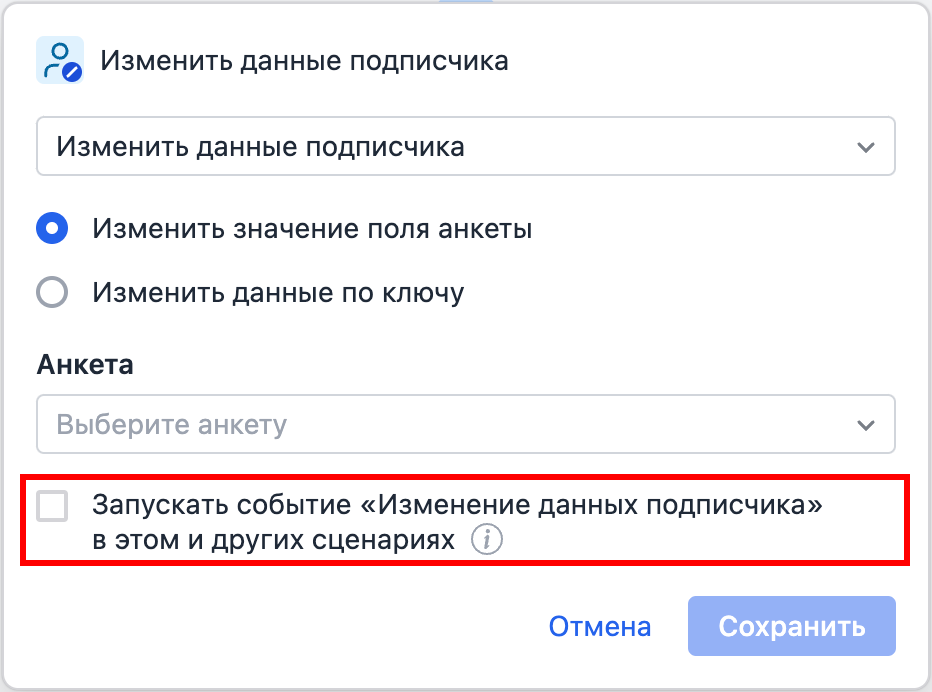 Изменить данные подписчика
Изменить данные подписчика
Изменить значение поля анкеты
Изменить данные по ключу
Анкета
Выберите анкету
Запускать событие «Изменение данных подписчика»
в этом и других сценариях i
Отмена Сохранить